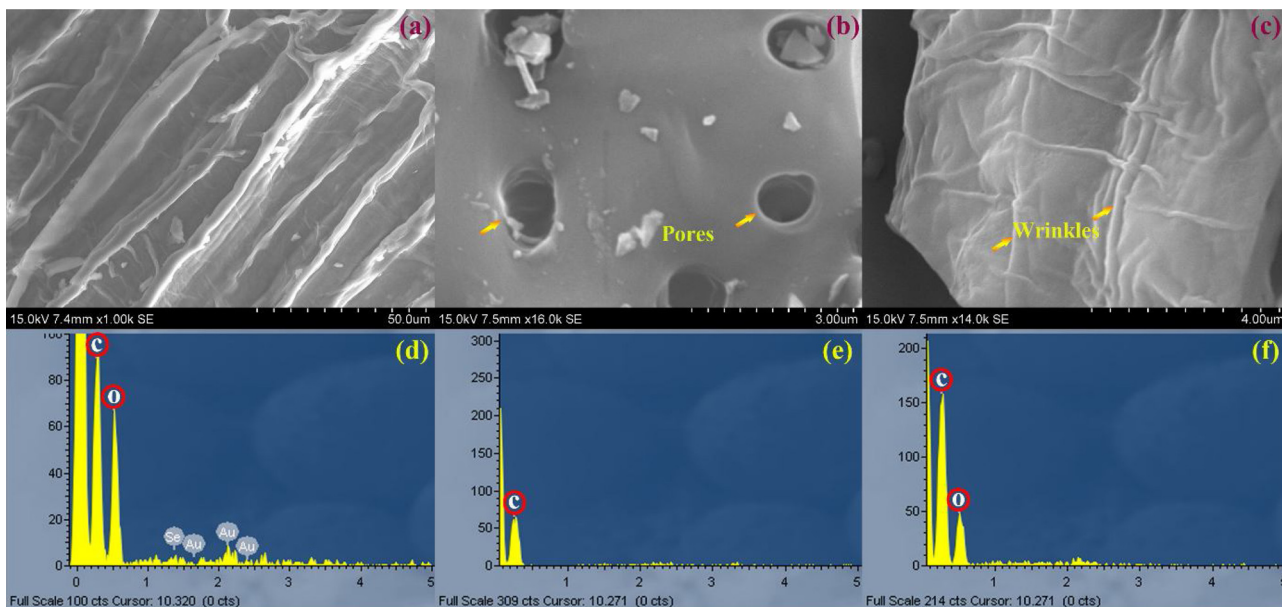 (a)
(b)
(c)
Pores
Wrinkles
15.0kV 7.4mm x1.00k SE 50.0um
15.0kV 7.5mm x16.0k SE 3.00um
15.0kV 7.5mm x14.0k SE 4.00um
(d)
(e)
(f)
100
80
60
40
20
0
C
O
Se
Au
Au
Au
0 1 2 3 4 5
Full Scale 100 cts Cursor: 10.320 (0 cts)
300
250
200
150
100
50
0
C
1 2 3 4 5
Full Scale 309 cts Cursor: 10.271 (0 cts)
200
150
100
50
0
C
O
1 2 3 4 5
Full Scale 214 cts Cursor: 10.271 (0 cts)